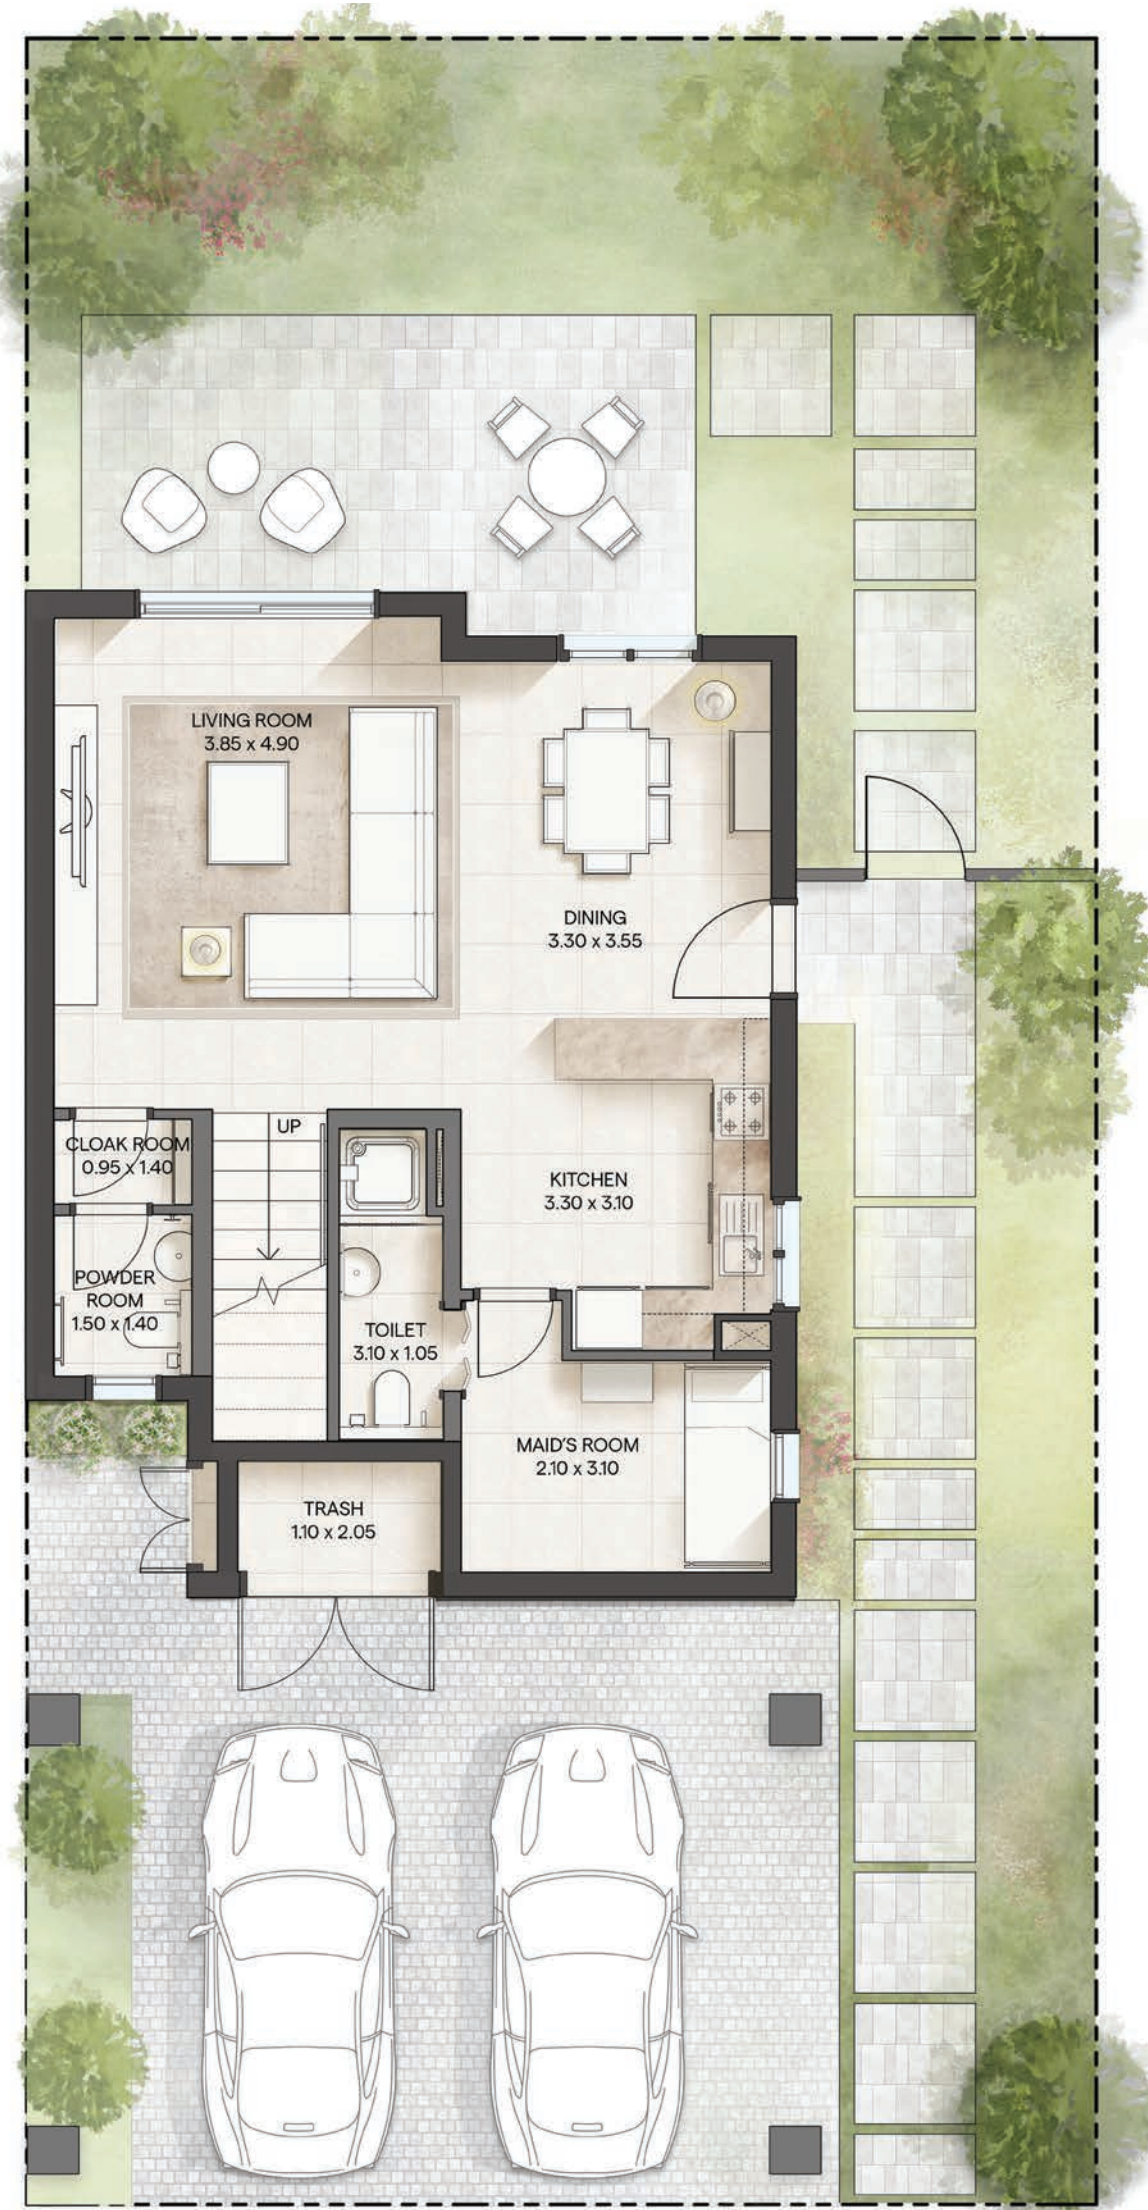 LIVING ROOM
3.85 x 4.90
DINING
3.30 x 3.55
UP
CLOAK ROOM
0.95 x 1.40
KITCHEN
3.30 x 3.10
POWDER
ROOM
1.50 x 1.40
TOILET
3.10 x 1.05
MAID'S ROOM
2.10 x 3.10
TRASH
1.10 x 2.05